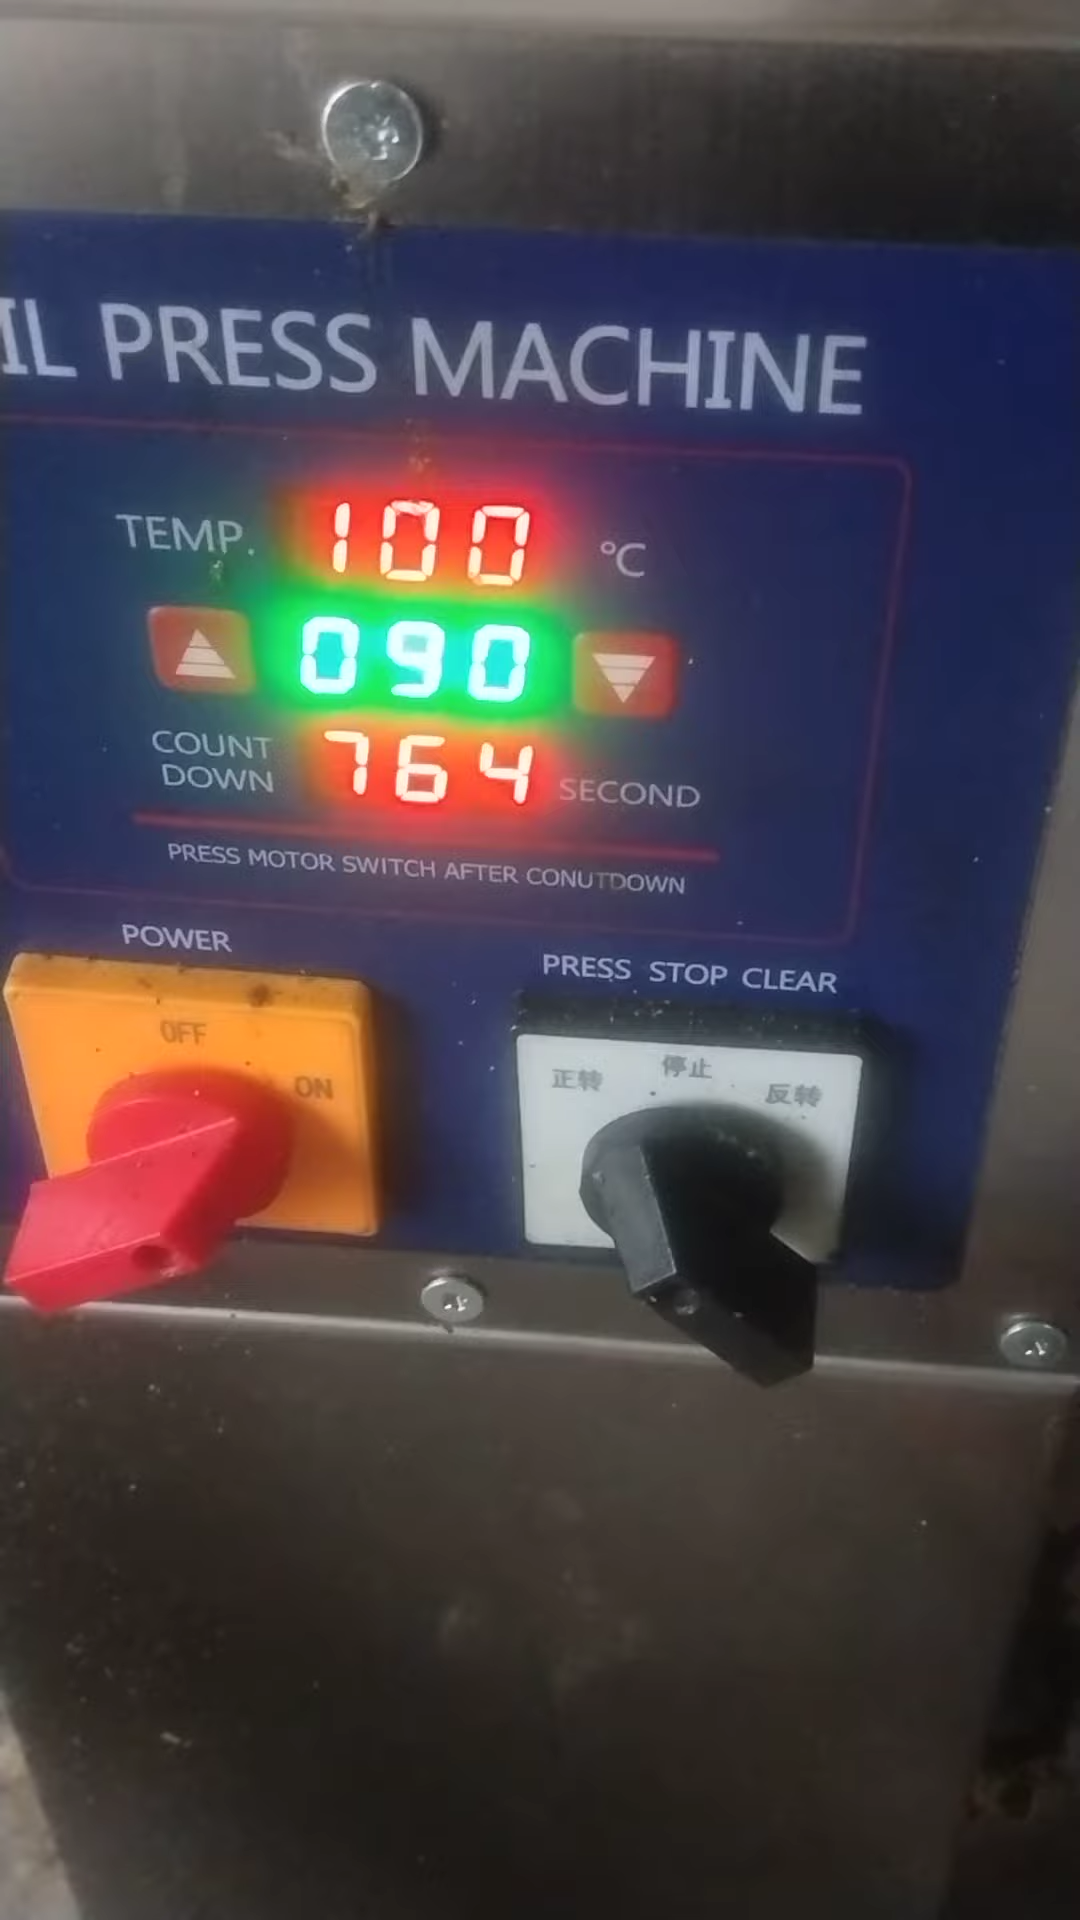 IL PRESS MACHINE
TEMP. 100 °C
090
COUNT DOWN 764 SECOND
PRESS MOTOR SWITCH AFTER CONUTDOWN
POWER
OFF
ON
PRESS STOP CLEAR
正转 停止 反转